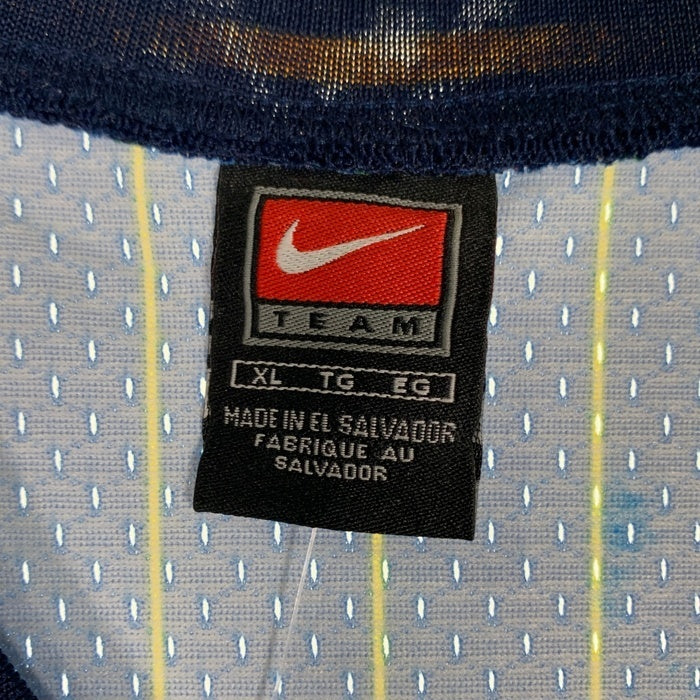 TEAM
XL TG EG
MADE IN EL SALVADOR
FABRIQUE AU
SALVADOR